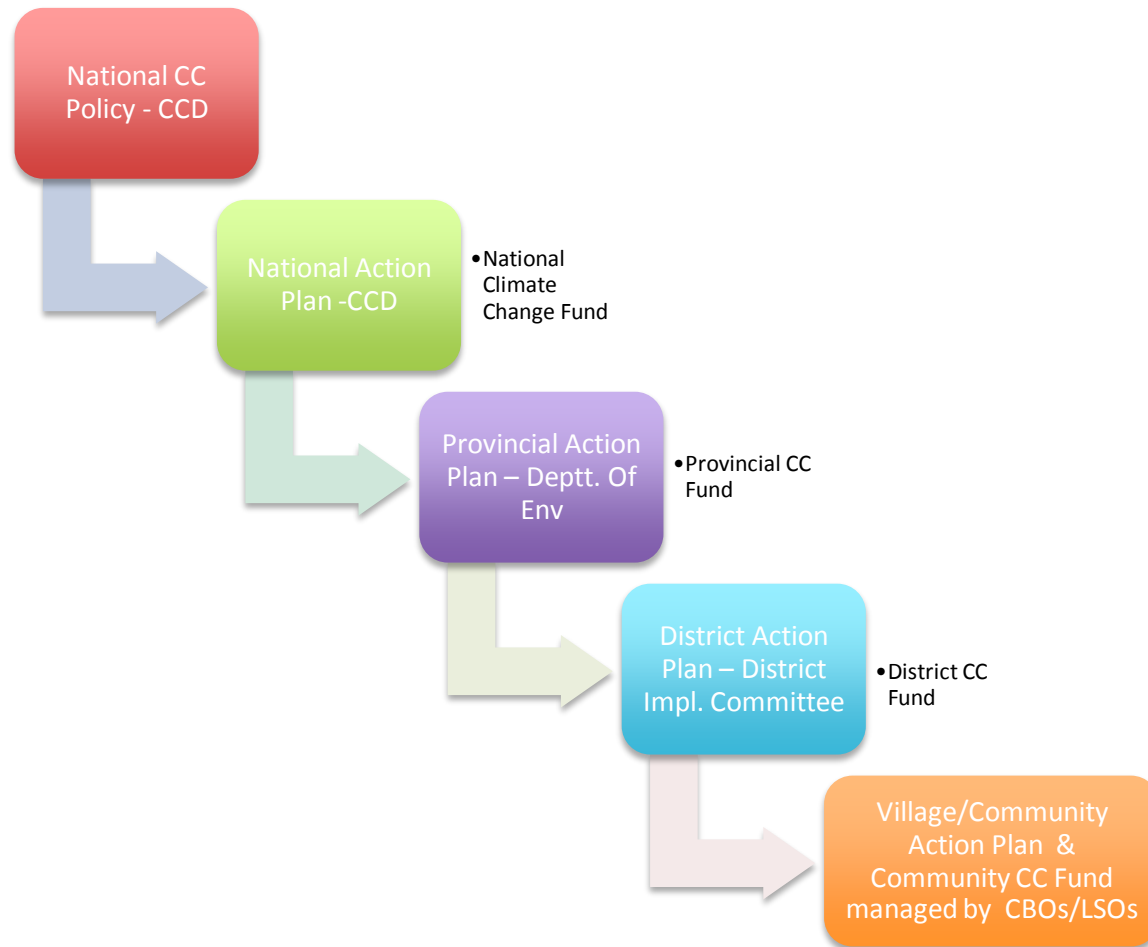 National CC
Policy - CCD
National Action
Plan -CCD
•National
Climate
Change Fund
Provincial Action
Plan – Deptt. Of
Env
•Provincial CC
Fund
District Action
Plan – District
Impl. Committee
•District CC
Fund
Village/Community
Action Plan &
Community CC Fund
managed by CBOs/LSOs